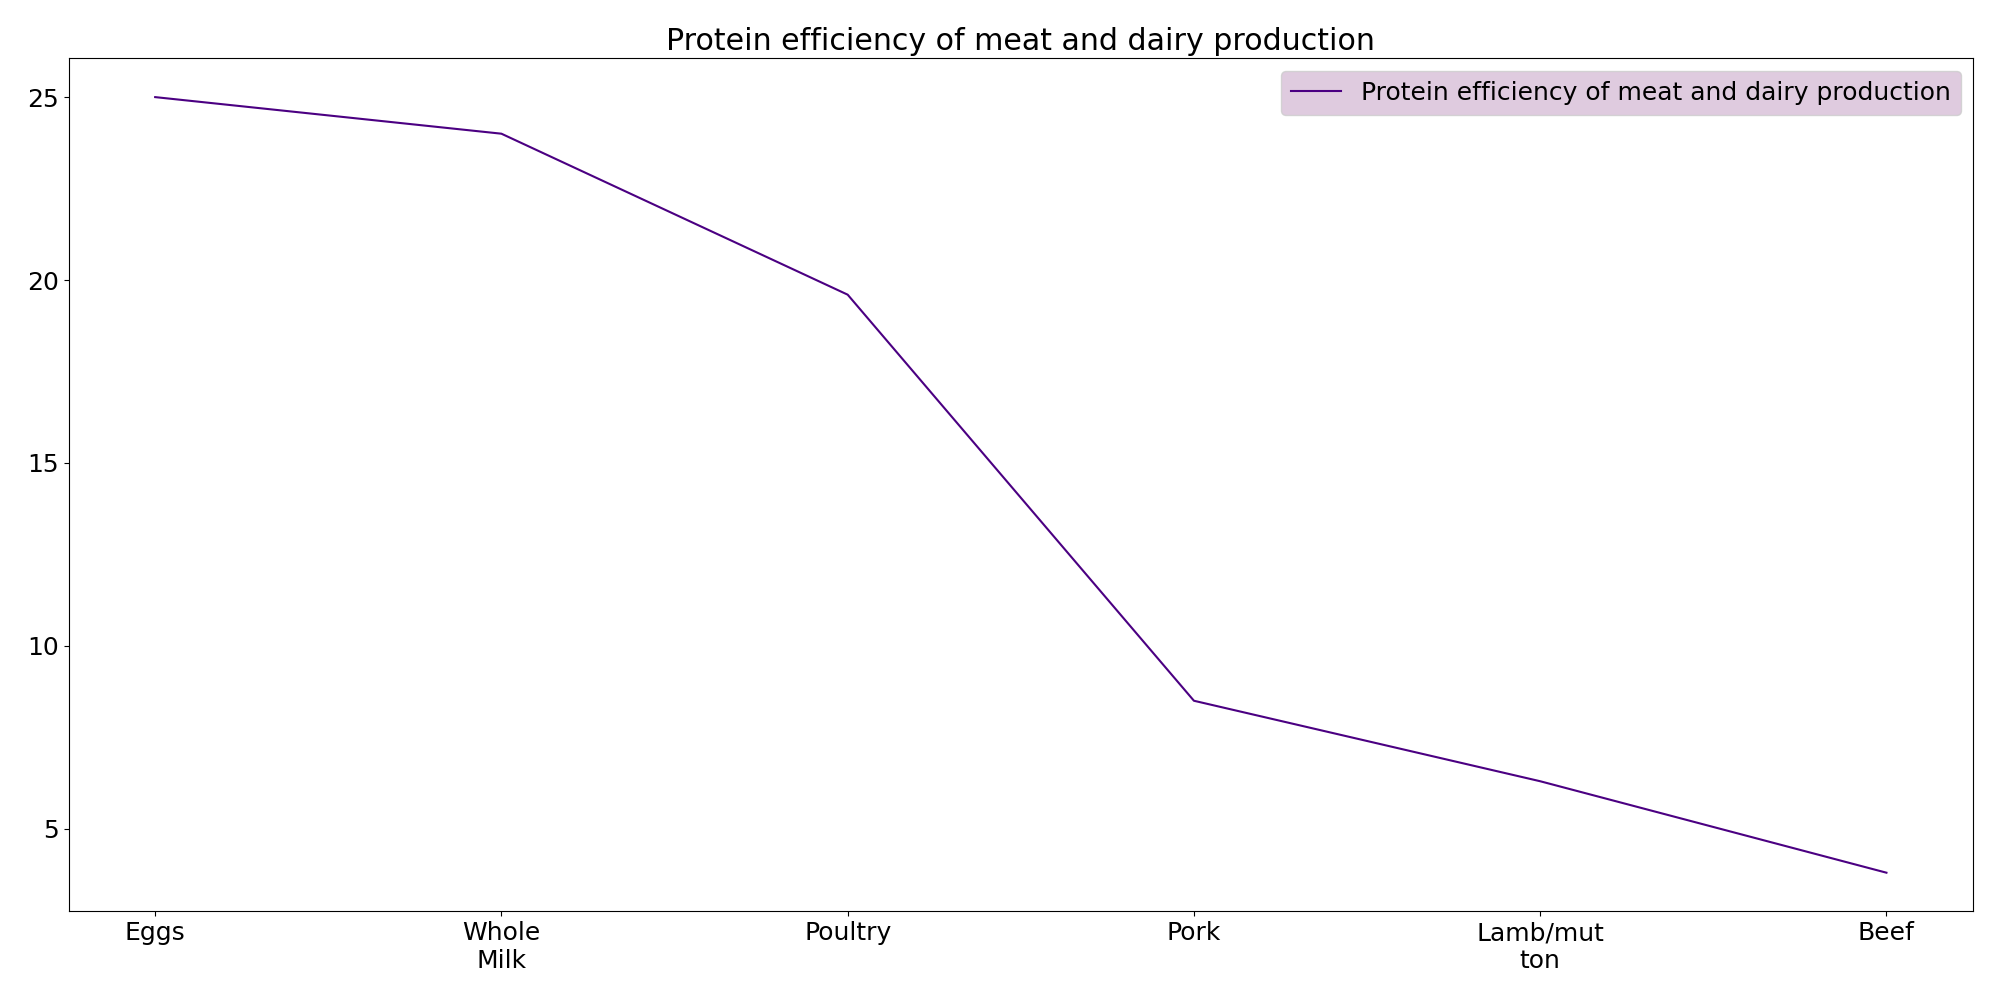 Protein efficiency of meat and dairy production
Protein efficiency of meat and dairy production
25
20
15
10
5
Eggs
Whole
Milk
Poultry
Pork
Lamb/mut
ton
Beef